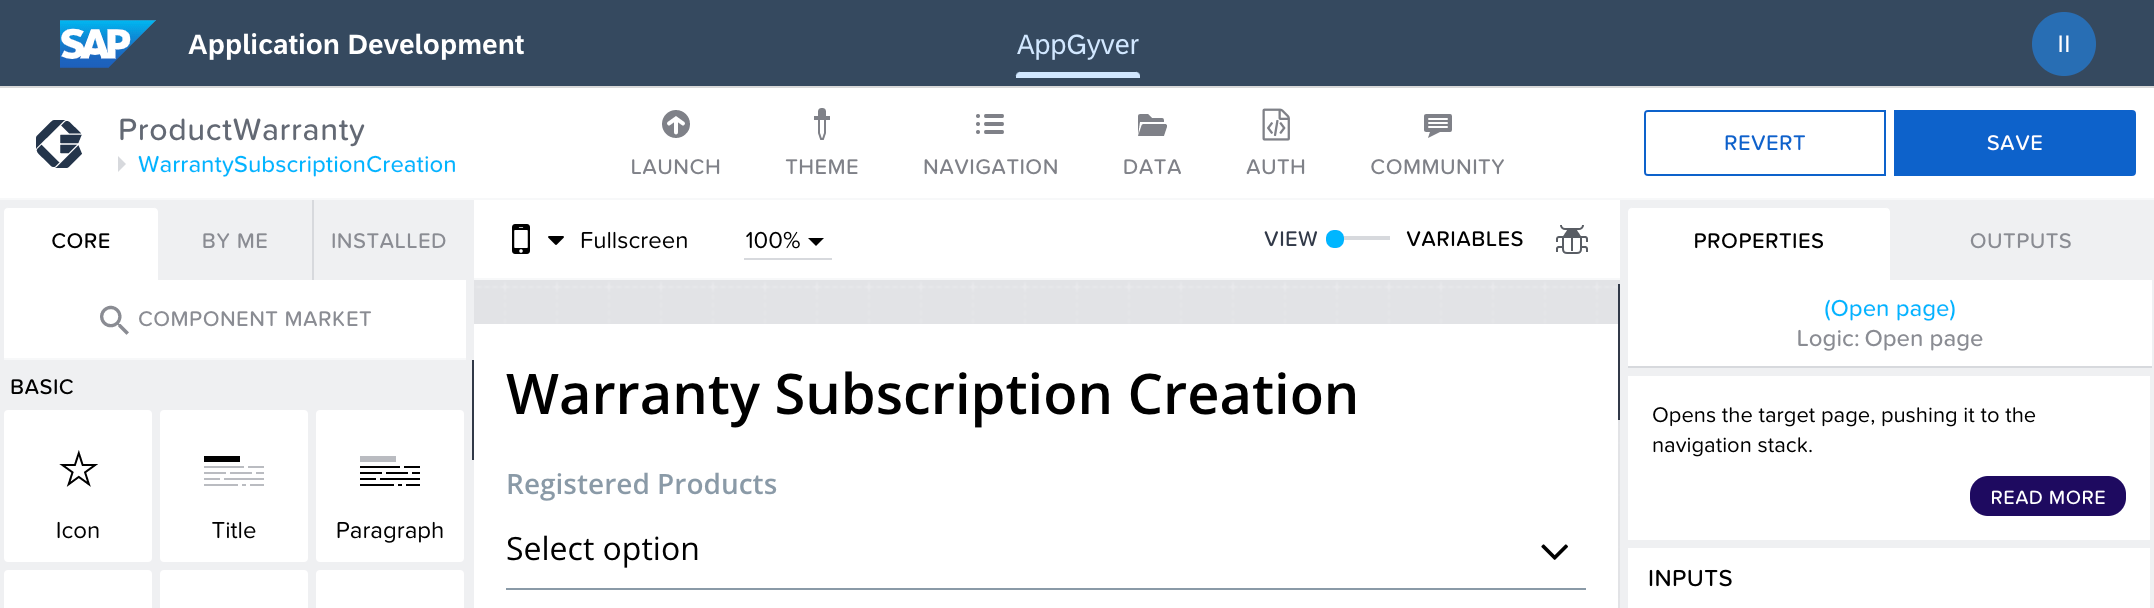 SAP Application Development
AppGyver
II
ProductWarranty
WarrantySubscriptionCreation
LAUNCH
THEME
NAVIGATION
DATA
AUTH
COMMUNITY
REVERT
SAVE
CORE
BY ME
INSTALLED
COMPONENT MARKET
BASIC
Icon
Title
Paragraph
Fullscreen
100%
VIEW
VARIABLES
Warranty Subscription Creation
Registered Products
Select option
PROPERTIES
OUTPUTS
(Open page)
Logic: Open page
Opens the target page, pushing it to the
navigation stack.
READ MORE
INPUTS